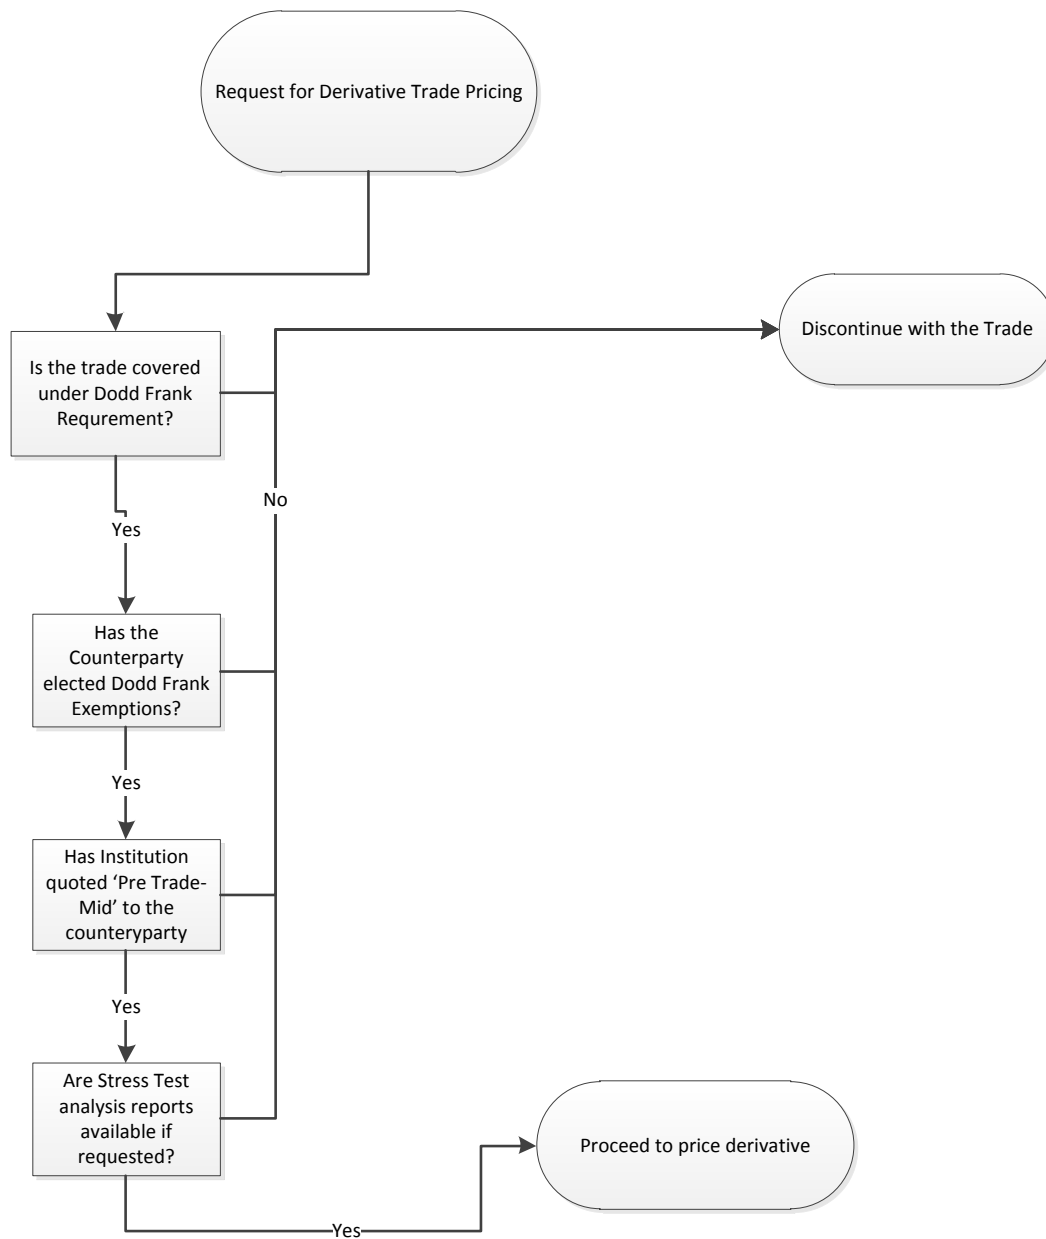 Request for Derivative Trade Pricing
Discontinue with the Trade
Is the trade covered
under Dodd Frank
Requrement?
No
Yes
Has the
Counterparty
elected Dodd Frank
Exemptions?
Yes
Has Institution
quoted ‘Pre Trade-
Mid’ to the
counteryparty
Yes
Are Stress Test
analysis reports
available if
requested?
Proceed to price derivative
Yes